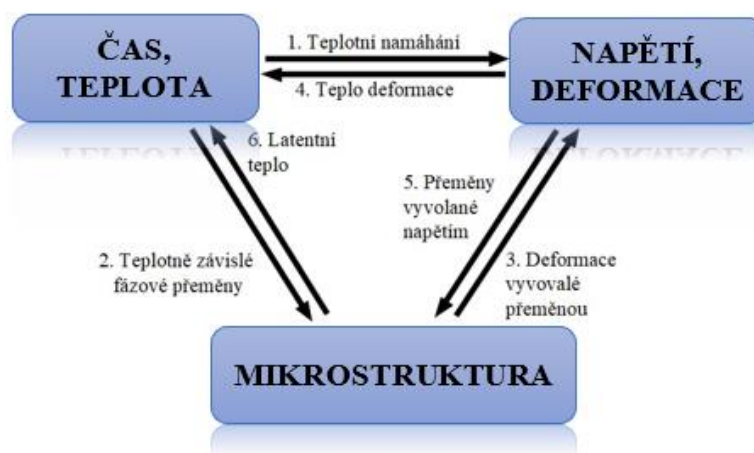 ČAS,
TEPLOTA
1. Teplotní namáhání
4. Teplo deformace
NAPĚTÍ,
DEFORMACE
6. Latentní
teplo
5. Přeměny
vyvolané
napětím
2. Teplotně závislé
fázové přeměny
3. Deformace
vyvovalé
přeměnou
MIKROSTRUKTURA